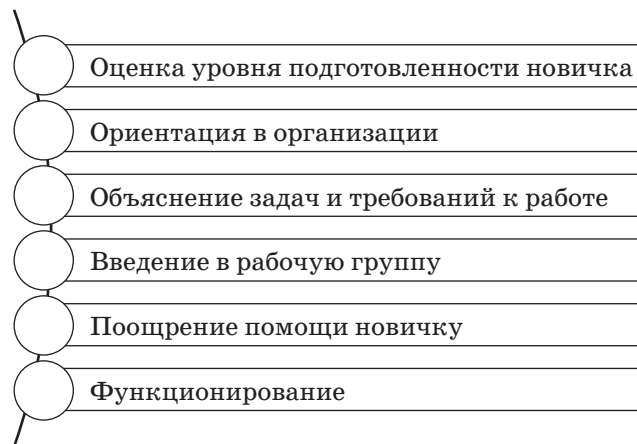 Оценка уровня подготовленности новичка
Ориентация в организации
Объяснение задач и требований к работе
Введение в рабочую группу
Поощрение помощи новичку
Функционирование